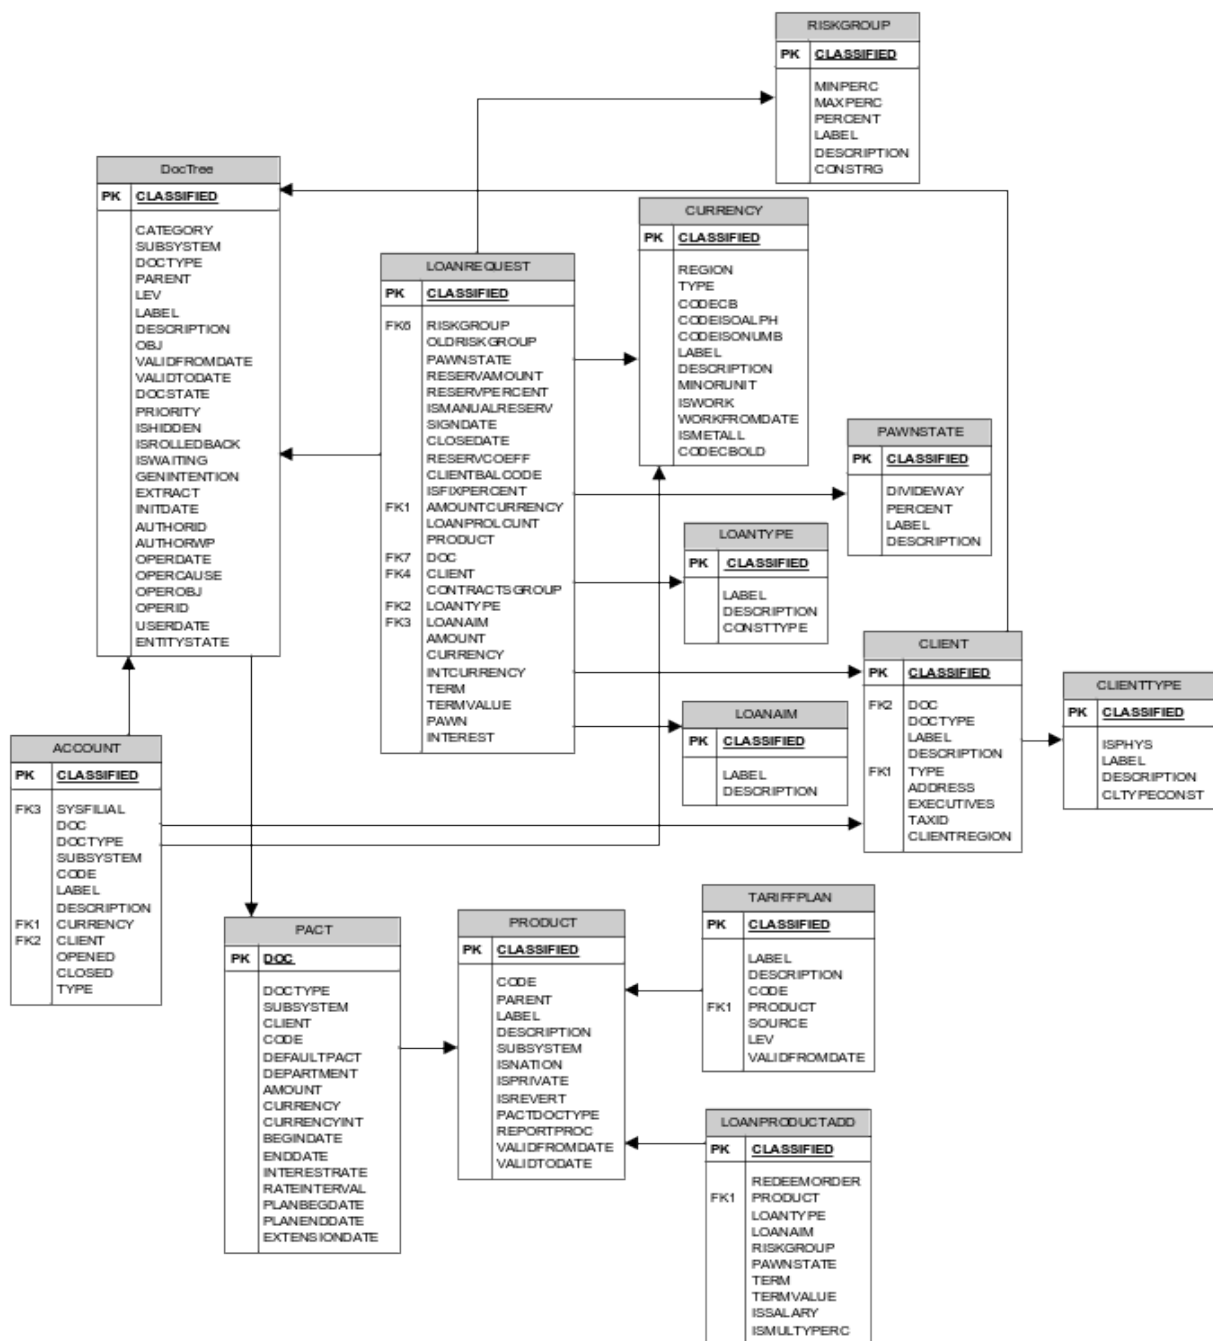 RISKGROUP
PK CLASSIFIED
MINPERC
MAXPERC
PERCENT
LABEL
DESCRIPTION
CONSTRG
DocTree
PK CLASSIFIED
CATEGORY
SUBSYSTEM
DOCTYPE
PARENT
LEV
LABEL
DESCRIPTION
OBJ
VALIDFROMDATE
VALIDTODATE
DOCSTATE
PRIORITY
ISHIDDEN
ISROLLEDBACK
ISWAITING
GENINTENTION
EXTRACT
INITDATE
AUTHORID
AUTHORWP
OPERDATE
OPERCAUSE
OPEROBJ
OPERID
USERDATE
ENTITYSTATE
LOANREQUEST
PK CLASSIFIED
FK6 RISKGROUP
OLDRISKGROUP
PAWNSTATE
RESERVAMOUNT
RESERVPERCENT
ISMANUALRESERV
SIGNDATE
CLOSEDATE
RESERVCOEFF
CLIENTBALCODE
ISFIXPERCENT
FK1 AMOUNTCURRENCY
LOANPROLCUNT
PRODUCT
FK7 DOC
FK4 CLIENT
CONTRACTSGROUP
FK2 LOANTYPE
FK3 LOANAIM
AMOUNT
CURRENCY
INTCURRENCY
TERM
TERMVALUE
PAWN
INTEREST
CURRENCY
PK CLASSIFIED
REGION
TYPE
CODECB
CODEISOALPH
CODEISONUMB
LABEL
DESCRIPTION
MINORUNIT
ISWORK
WORKFROMDATE
ISMETALL
CODECBOLD
PAWNSTATE
PK CLASSIFIED
DIVIDEWAY
PERCENT
LABEL
DESCRIPTION
LOANTYPE
PK CLASSIFIED
LABEL
DESCRIPTION
CONSTTYPE
CLIENT
PK CLASSIFIED
FK2 DOC
DOCTYPE
LABEL
DESCRIPTION
FK1 TYPE
ADDRESS
EXECUTIVES
TAXID
CLIENTREGION
CLIENTTYPE
PK CLASSIFIED
ISPHYS
LABEL
DESCRIPTION
CLTYPECONST
LOANAIM
PK CLASSIFIED
LABEL
DESCRIPTION
ACCOUNT
PK CLASSIFIED
FK3 SYSFILIAL
DOC
DOCTYPE
SUBSYSTEM
CODE
LABEL
DESCRIPTION
FK1 CURRENCY
FK2 CLIENT
OPENED
CLOSED
TYPE
PACT
PK DOC
DOCTYPE
SUBSYSTEM
CLIENT
CODE
DEFAULTPACT
DEPARTMENT
AMOUNT
CURRENCY
CURRENCYINT
BEGINDATE
ENDDATE
INTERESTRATE
RATEINTERVAL
PLANBEGDATE
PLANENDDATE
EXTENSIONDATE
PRODUCT
PK CLASSIFIED
CODE
PARENT
LABEL
DESCRIPTION
SUBSYSTEM
ISNATION
ISPRIVATE
ISREVERT
PACTDOCTYPE
REPORTPROC
VALIDFROMDATE
VALIDTODATE
TARIFFPLAN
PK CLASSIFIED
LABEL
DESCRIPTION
CODE
FK1 PRODUCT
SOURCE
LEV
VALIDFROMDATE
LOANPRODUCTADD
PK CLASSIFIED
REDEEMORDER
FK1 PRODUCT
LOANTYPE
LOANAIM
RISKGROUP
PAWNSTATE
TERM
TERMVALUE
ISSALARY
ISMULTYPERC